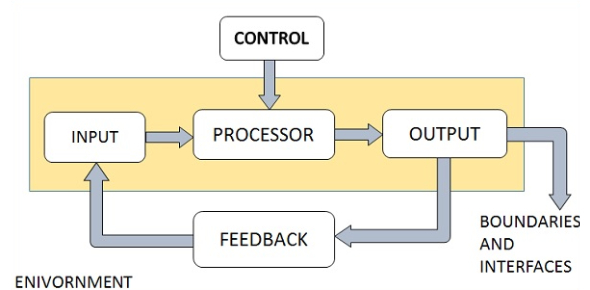 CONTROL
INPUT
PROCESSOR
OUTPUT
FEEDBACK
BOUNDARIES
AND
INTERFACES
ENIVORNMENT